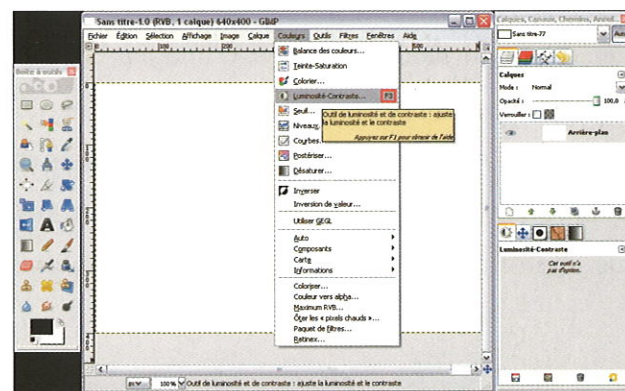 Sans titre-1.0 (RVB, 1 calque) 640x400 – GIMP
Fichier Édition Sélection Affichage Image Calque Couleurs Outils Filtres Fenêtres Aide
Boîte à outils
Balance des couleurs...
Teinte-Saturation
Colorier...
Luminosité-Contraste... F3
Seuil...
Niveaux...
Courbes...
Postériser...
Désaturer...
Outil de luminosité et de contraste : ajuste
la luminosité et le contraste
Appuyez sur F1 pour obtenir de l'aide
Inverser
Inversion de valeur...
Utiliser GEGL
Auto
Composants
Carte
Informations
Coloriser...
Couleur vers alpha...
Maximum RVB...
Ôter les « pixels chauds »...
Paquet de filtres...
Retinex...
100% Outil de luminosité et de contraste : ajuste la luminosité et le contraste
Calques, Canaux, Chemins, Annul...
Sans titre-77
Calques
Mode : Normal
Opacité : 100,0
Verrouiller :
Arrière-plan
Luminosité-Contraste
Cet outil n'a
pas d'option.